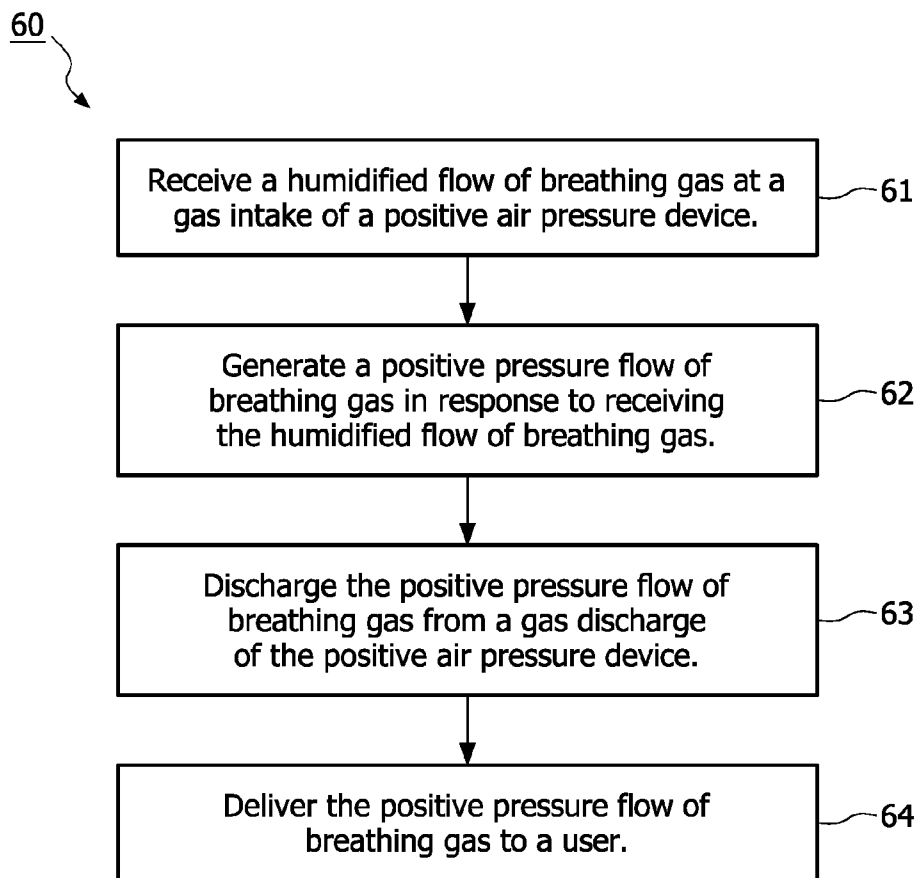 60
Receive a humidified flow of breathing gas at a
gas intake of a positive air pressure device.
61
Generate a positive pressure flow of
breathing gas in response to receiving
the humidified flow of breathing gas.
62
Discharge the positive pressure flow of
breathing gas from a gas discharge
of the positive air pressure device.
63
Deliver the positive pressure flow of
breathing gas to a user.
64